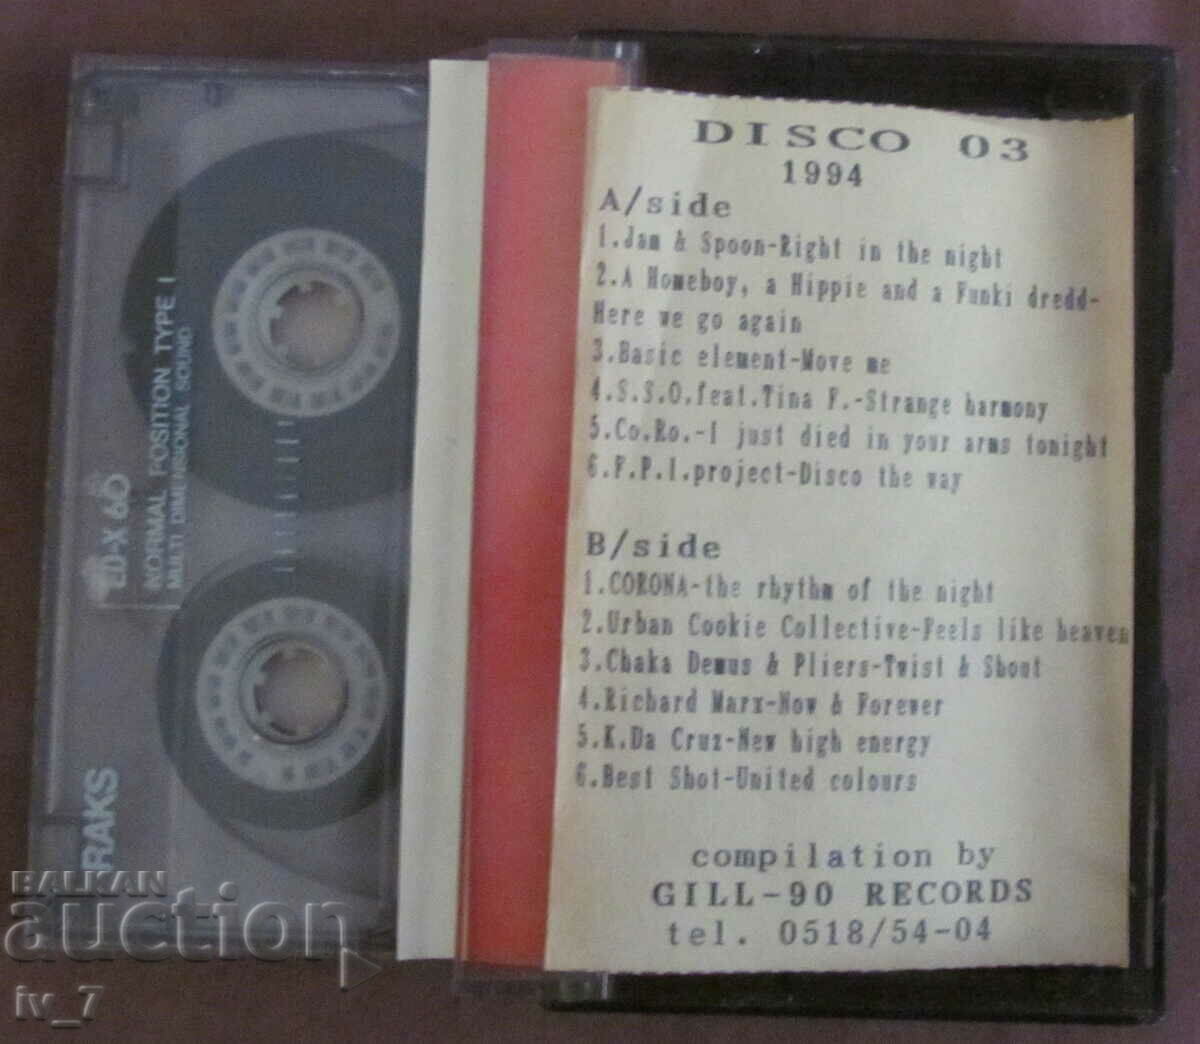 DISCO 03
1994
A/side
1.Jam & Spoon-Right in the night
2.A Homeboy, a Hippie and a Funki dredd-
Here we go again
3.Basic element-Move me
4.S.S.O.feat.Tina F.-Strange harmony
5.Co.Ro.-I just died in your arms tonight
6.F.P.I.project-Disco the way
B/side
1.CORONA-the rhythm of the night
2.Urban Cookie Collective-Feels like heaven
3.Chaka Demus & Pliers-Twist & Shout
4.Richard Marx-Now & Forever
5.K.Da Cruz-New high energy
6.Best Shot-United colours
compilation by
GILL-90 RECORDS
tel. 0518/54-04
RAKS
ED-X 60
NORMAL POSITION TYPE I
MULTI DIMENSIONAL SOUND
BALKAN
auction
iv_7